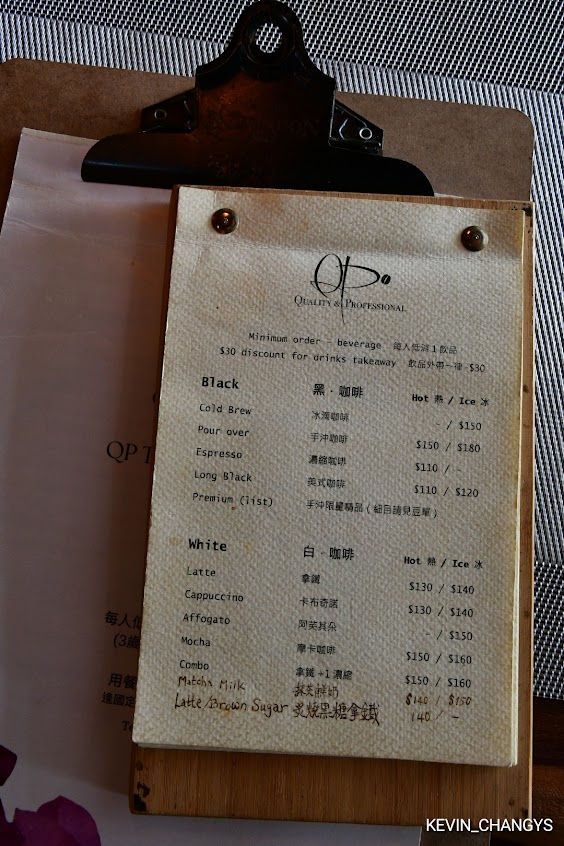 QP
QUALITY & PROFESSIONAL
Minimum order - beverage 每人低消1飲品
$30 discount for drinks takeaway 飲品外帶一律-$30
Black 黑·咖啡 Hot 熱 / Ice 冰
Cold Brew 冰滴咖啡 - / $150
Pour over 手沖咖啡 $150 / $180
Espresso 濃縮咖啡 $110 / -
Long Black 美式咖啡 $110 / $120
Premium (list) 手沖限量精品(細目請見豆單)
White 白·咖啡 Hot 熱 / Ice 冰
Latte 拿鐵 $130 / $140
Cappuccino 卡布奇諾 $130 / $140
Affogato 阿芙其朵 - / $150
Mocha 摩卡咖啡 $150 / $160
Combo 拿鐵+1濃縮 $150 / $160
Matcha Milk 抹茶鮮奶 $140 / $150
Latte/Brown Sugar 炙燒黑糖拿鐵 140 / -
QP T
每人低
(3歲
用餐
逢國定
KEVIN_CHANGYS